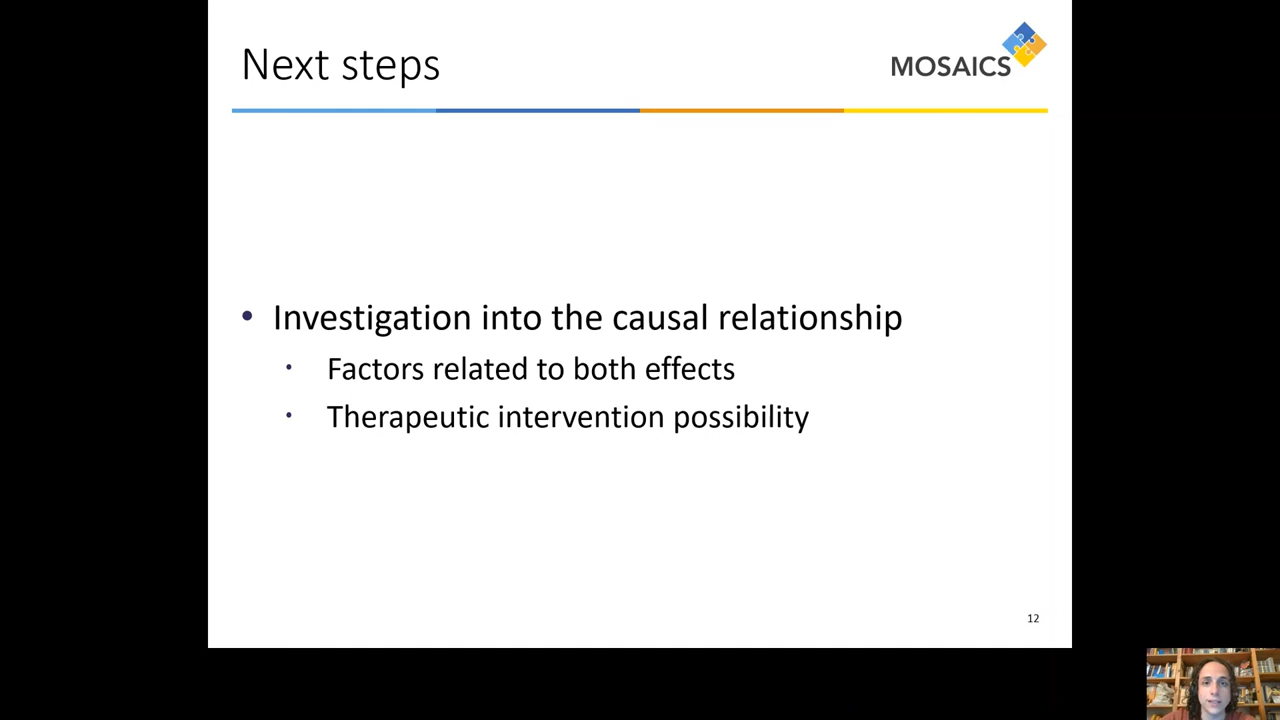 Next steps
MOSAICS
• Investigation into the causal relationship
• Factors related to both effects
• Therapeutic intervention possibility
12